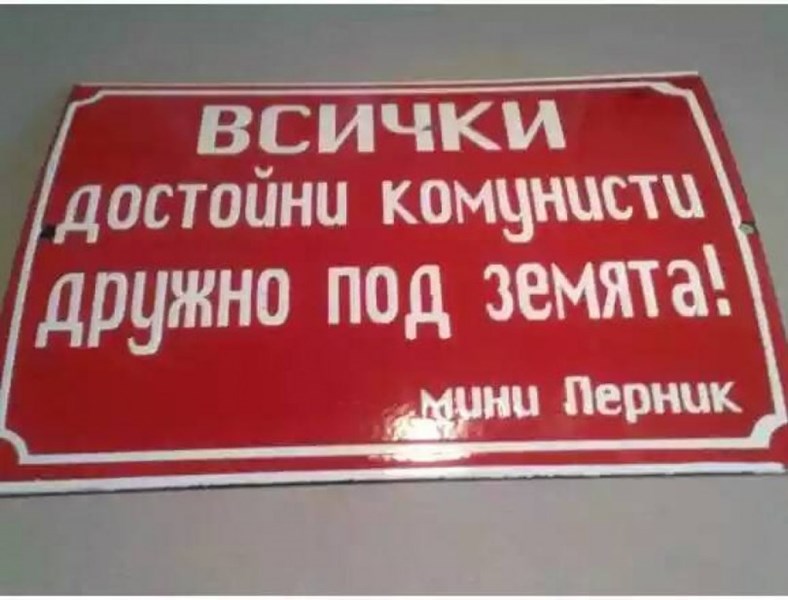 ВСИЧКИ
достойни комунисти
дружно под земята!
мини Перник